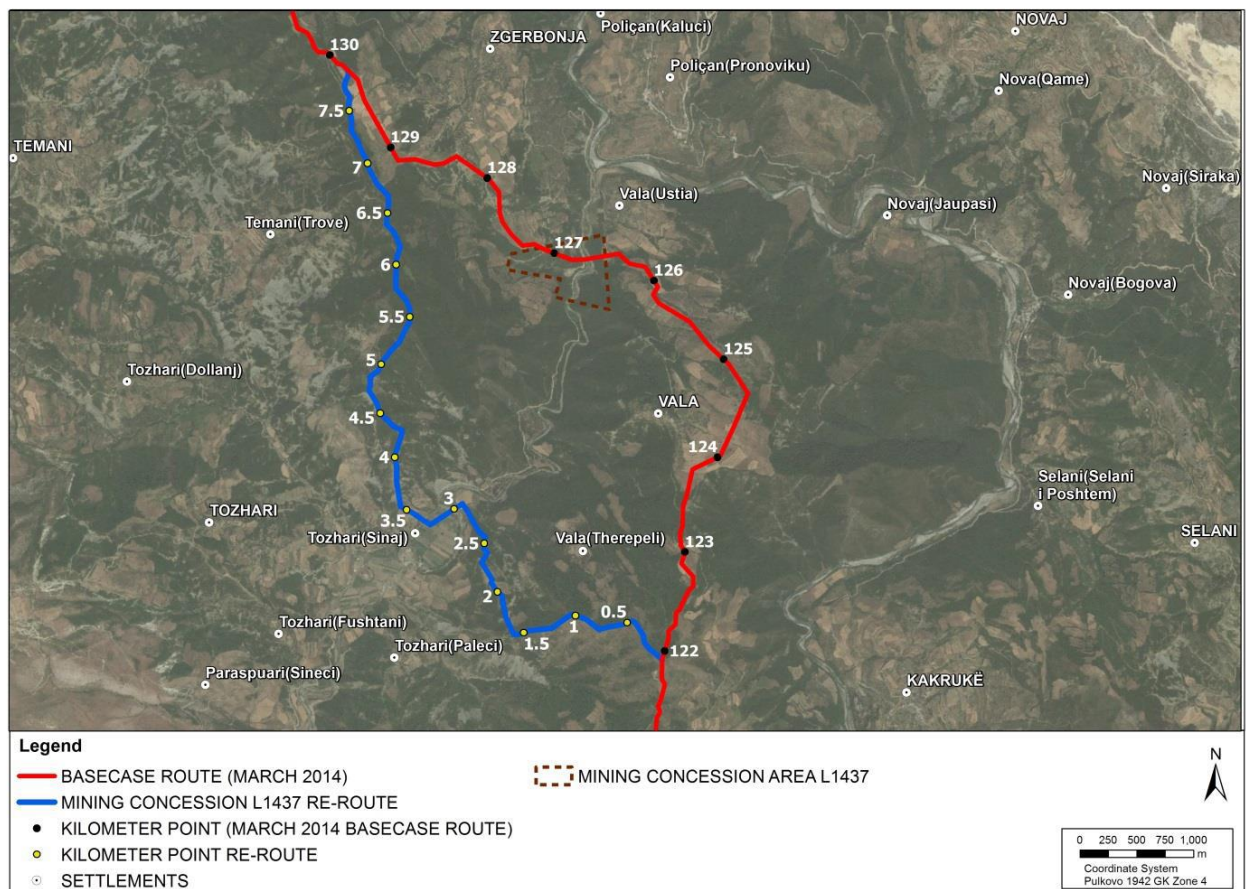 Poliçan(Kaluci)
NOVAJ
ZGERBONJA
130
Poliçan(Pronoviku)
Nova(Qame)
7.5
129
TEMANI
7
128
Novaj(Siraka)
Vala(Ustia)
6.5
Novaj(Jaupasi)
Temani(Trove)
127
6
126
Novaj(Bogova)
5.5
125
5
Tozhari(Dollanj)
4.5
VALA
124
4
Selani(Selani
i Poshtem)
3
3.5
TOZHARI
Tozhari(Sinaj)
SELANI
2.5
Vala(Therepeli)
123
2
0.5
1
Tozhari(Fushtani)
1.5
Tozhari(Paleci)
122
Paraspuari(Sineci)
KAKRUKË
Legend
BASECASE ROUTE (MARCH 2014)
MINING CONCESSION AREA L1437
MINING CONCESSION L1437 RE-ROUTE
KILOMETER POINT (MARCH 2014 BASECASE ROUTE)
KILOMETER POINT RE-ROUTE
SETTLEMENTS
N
0 250 500 750 1,000
m
Coordinate System
Pulkovo 1942 GK Zone 4